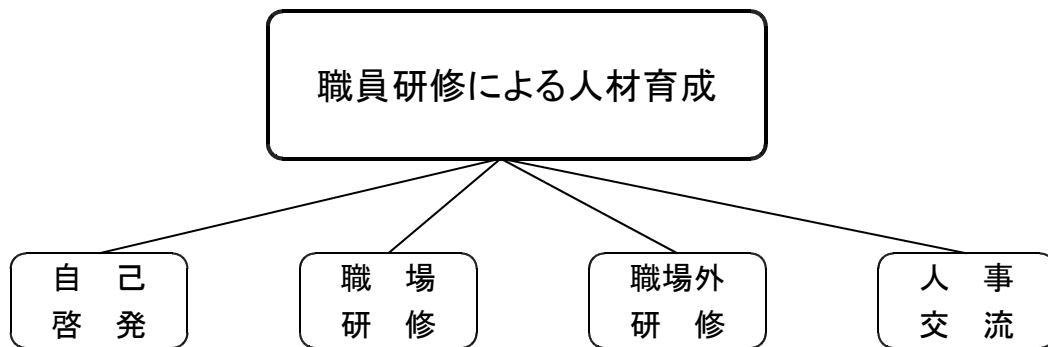 職員研修による人材育成
自　己
啓　発
職　場
研　修
職場外
研　修
人　事
交　流